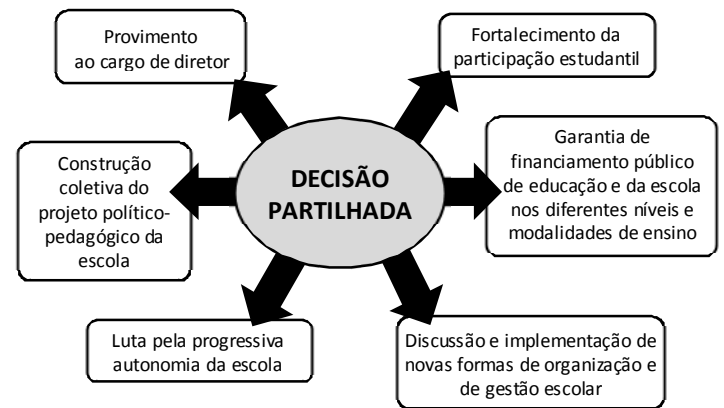 Provimento
ao cargo de diretor
Fortalecimento da
participação estudantil
Construção
coletiva do
projeto político-
pedagógico da
escola
DECISÃO
PARTILHADA
Garantia de
financiamento público
de educação e da escola
nos diferentes níveis e
modalidades de ensino
Luta pela progressiva
autonomia da escola
Discussão e implementação de
novas formas de organização e
de gestão escolar